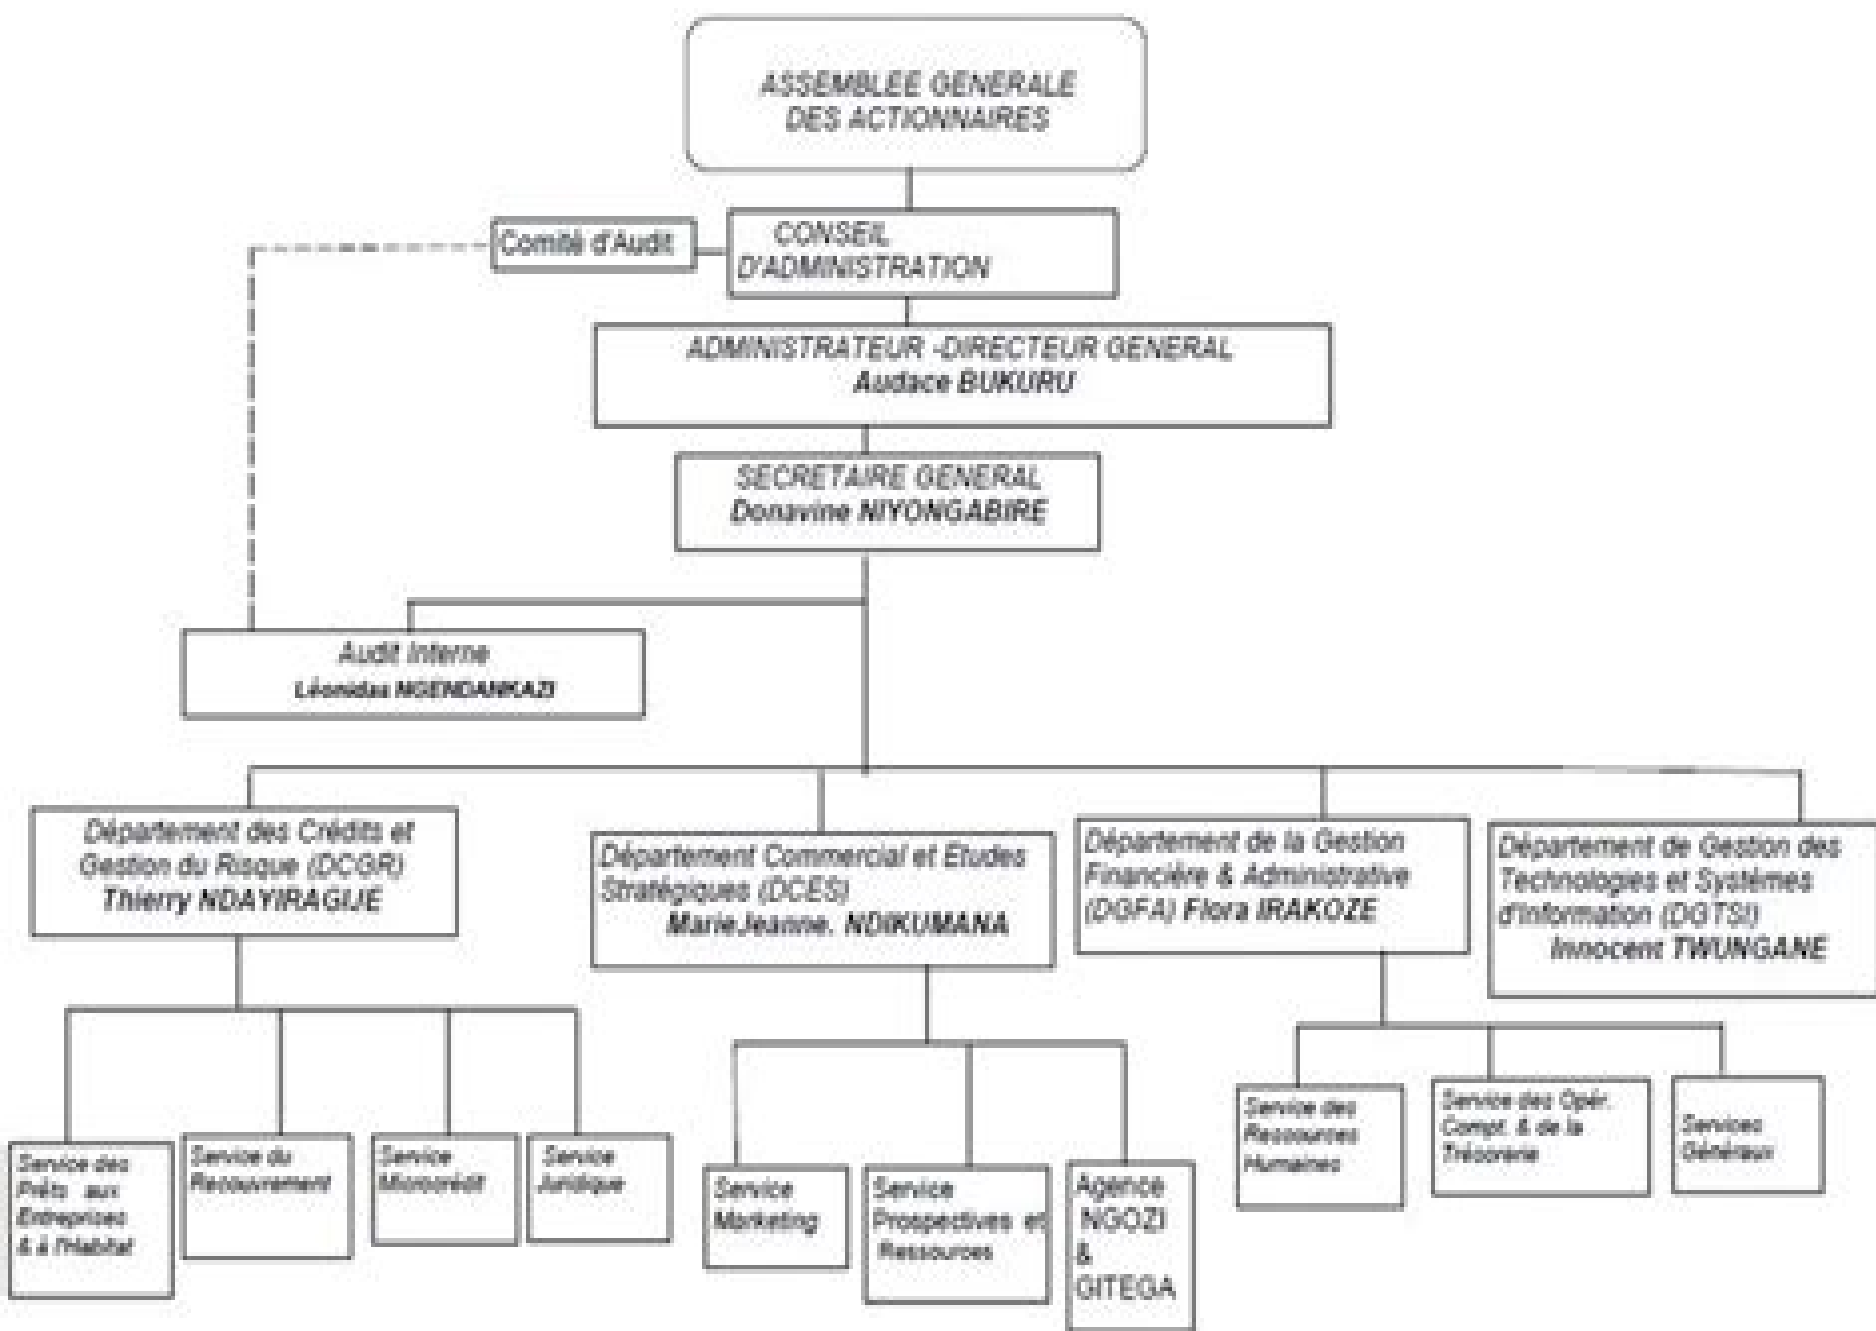 ASSEMBLEE GENERALE
DES ACTIONNAIRES
Comité d'Audit
CONSEIL
D'ADMINISTRATION
ADMINISTRATEUR -DIRECTEUR GENERAL
Audace BUKURU
SECRETAIRE GENERAL
Donavine NIYONGABIRE
Audit Interne
Léonidas NGENDANKAZI
Département des Crédits et
Gestion du Risque (DCGR)
Thierry NDAYIRAGIJE
Département Commercial et Etudes
Stratégiques (DCES)
MarieJeanne. NDIKUMANA
Département de la Gestion
Financière & Administrative
(DGFA) Flora IRAKOZE
Département de Gestion des
Technologies et Systèmes
d'Information (DGTSI)
Innocent TWUNGANE
Service des
Prêts aux
Entreprises
& à l'Habitat
Service du
Recouvrement
Service
Microcrédit
Service
Juridique
Service
Marketing
Service
Prospectives et
Ressources
Agence
NGOZI
&
GITEGA
Service des
Ressources
Humaines
Service des Opér.
Compt. & de la
Trésorerie
Services
Généraux